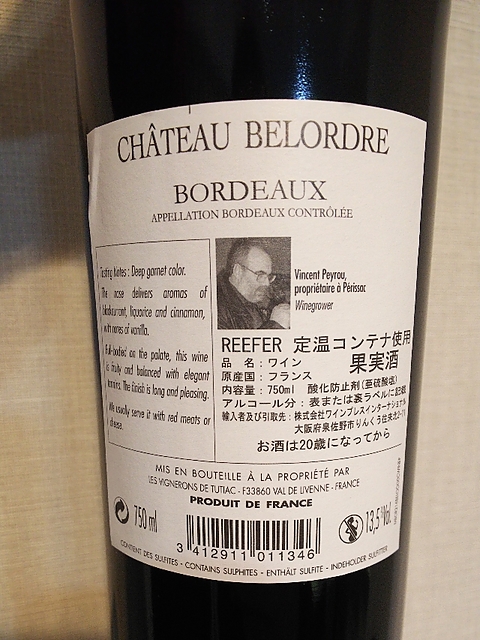 CHÂTEAU BELORDRE
BORDEAUX
APPELLATION BORDEAUX CONTRÔLÉE
Tasting Notes : Deep garnet color.
The nose delivers aromas of
blackcurrant, liquorice and cinnamon,
with notes of vanilla.
Full-bodied on the palate, this wine
is fruity and balanced with elegant
tannins. The finish is long and pleasing.
We usually serve it with red meats or
cheese.
Vincent Peyrou,
propriétaire à Périssac
Winegrower
REEFER 定温コンテナ使用
品 名：ワイン 果実酒
原産国：フランス
内容量：750ml 酸化防止剤(亜硫酸塩)
アルコール分：表または裏ラベルに記載
輸入者及び引取先：株式会社ワインプレスインターナショナル
大阪府泉佐野市りんくう往来北
お酒は20歳になってから
MIS EN BOUTEILLE À LA PROPRIÉTÉ PAR
LES VIGNERONS DE TUTIAC - F33860 VAL DE LIVENNE - FRANCE
PRODUIT DE FRANCE
750 ml
13,5 %Vol.
3 412911 011346
CONTIENT DES SULFITES - CONTAINS SULPHITES - ENTHÄLT SULFITE - INDEHOLDER SULFITTER